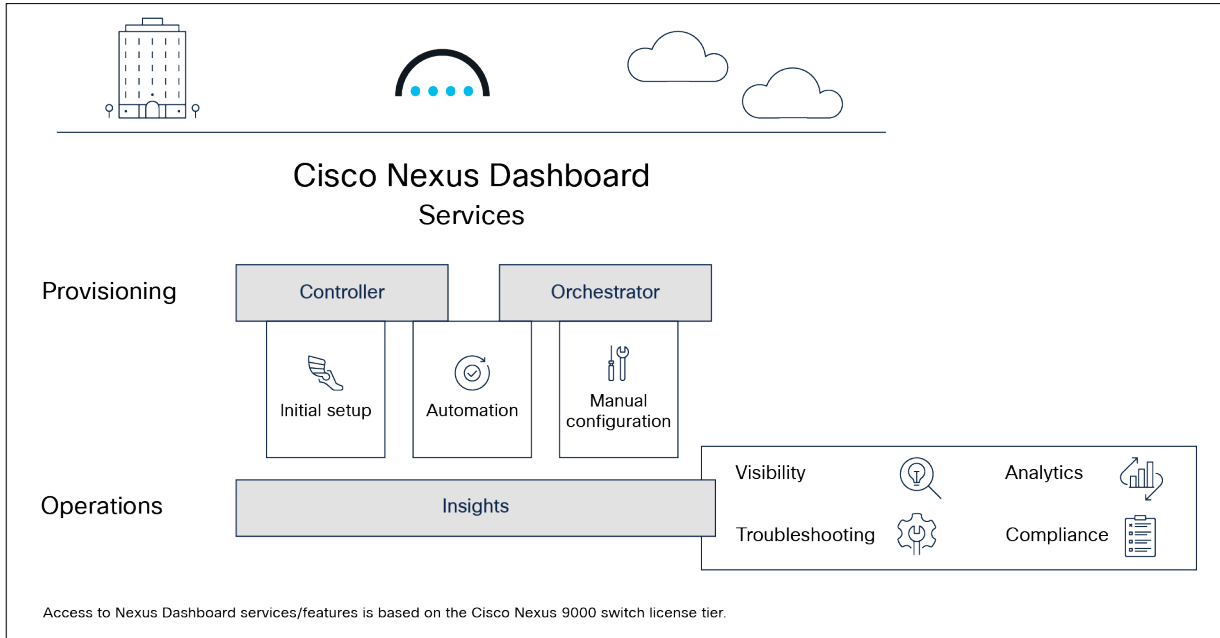 Cisco Nexus Dashboard
Services
Provisioning
Controller
Orchestrator
Initial setup
Automation
Manual
configuration
Operations
Insights
Visibility
Analytics
Troubleshooting
Compliance
Access to Nexus Dashboard services/features is based on the Cisco Nexus 9000 switch license tier.